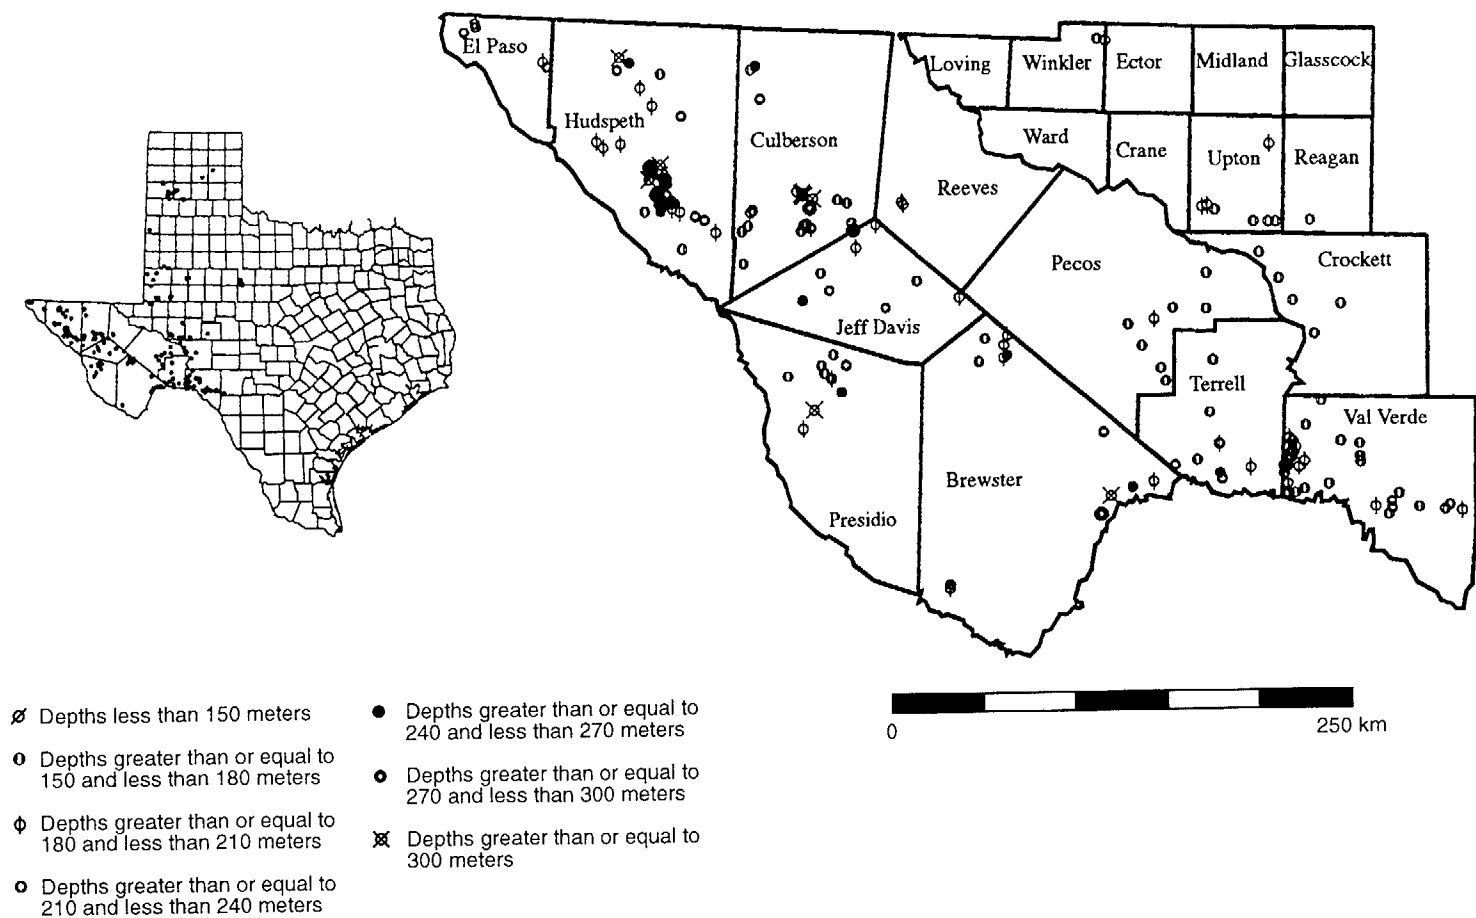 El Paso
Hudspeth
Culberson
Loving
Winkler
Ector
Midland
Glasscock
Ward
Crane
Upton
Reagan
Reeves
Pecos
Crockett
Jeff Davis
Terrell
Val Verde
Brewster
Presidio
Depths less than 150 meters
Depths greater than or equal to
150 and less than 180 meters
Depths greater than or equal to
180 and less than 210 meters
Depths greater than or equal to
210 and less than 240 meters
Depths greater than or equal to
240 and less than 270 meters
Depths greater than or equal to
270 and less than 300 meters
Depths greater than or equal to
300 meters
0
250 km